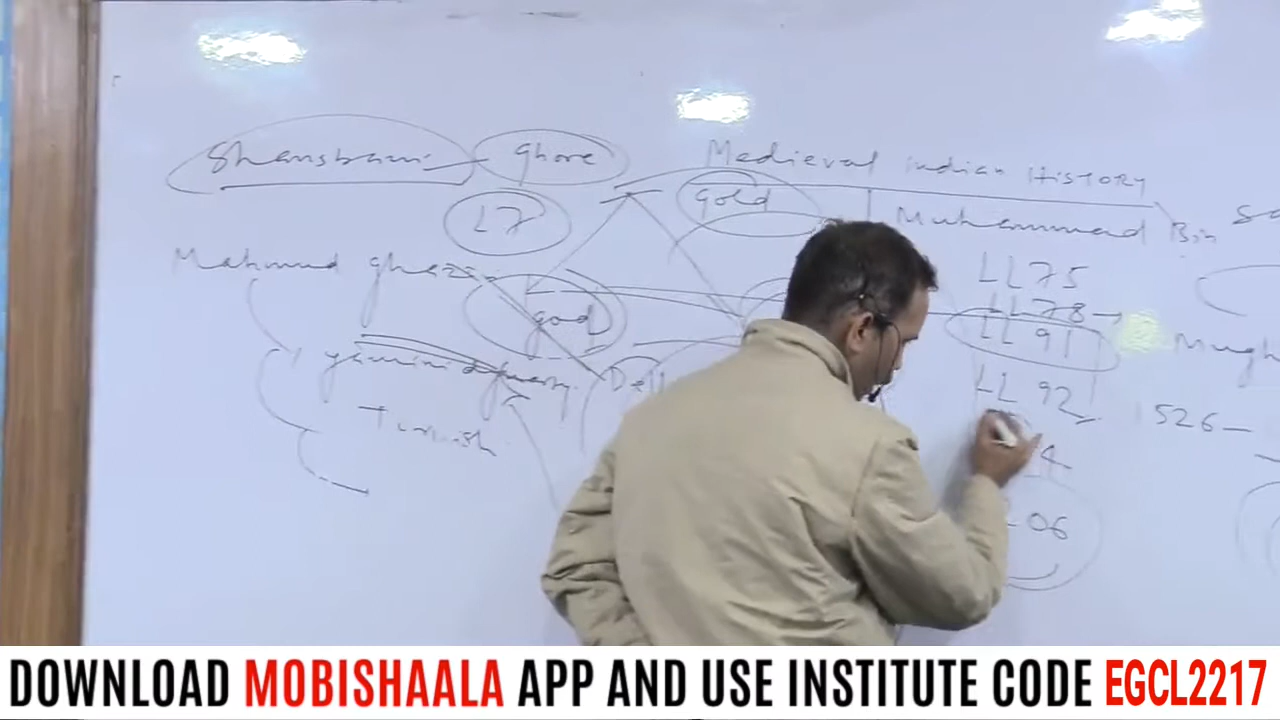 Shansbani Ghore
Medieval Indian HISTORY
17
Gold
Muhammad Bin
Mahmud ghazni
god
1175
1178
1191
1192
Yamini dynasty.
Turkish
Mugh
1526 -
06
DOWNLOAD MOBISHAALA APP AND USE INSTITUTE CODE EGCL2217